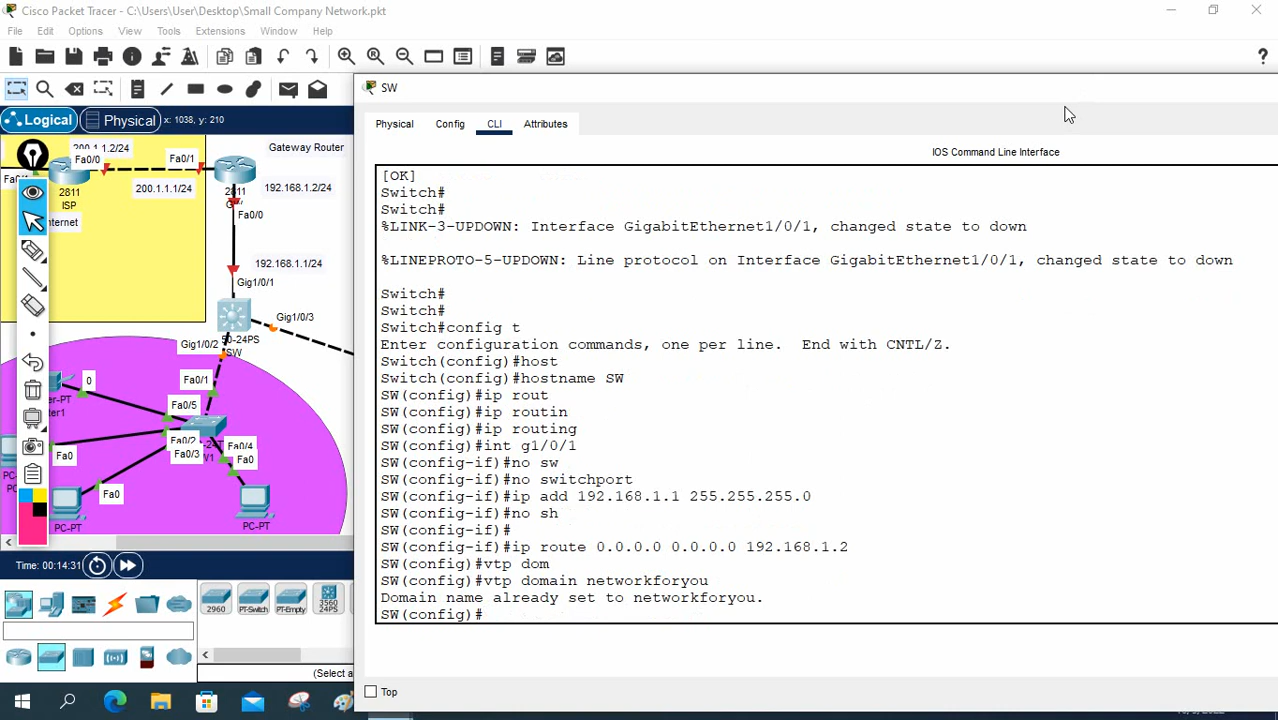 Cisco Packet Tracer - C:\Users\User\Desktop\Small Company Network.pkt
File Edit Options View Tools Extensions Window Help
?
SW
Logical Physical x: 1038, y: 210
Physical Config CLI Attributes
IOS Command Line Interface
200.1.1.2/24
Fa0/0
Fa0/1
Gateway Router
2811
ISP
200.1.1.1/24
2811
192.168.1.2/24
Fa0/0
192.168.1.1/24
Gig1/0/1
Gig1/0/3
SW
Gig1/0/2
Fa0/1
0
Fa0/5
Fa0/2
Fa0/4
Fa0/3
Fa0
Fa0
Fa0
PC-PT
PC-PT
[OK]
Switch#
Switch#
%LINK-3-UPDOWN: Interface GigabitEthernet1/0/1, changed state to down
%LINEPROTO-5-UPDOWN: Line protocol on Interface GigabitEthernet1/0/1, changed state to down
Switch#
Switch#
Switch#config t
Enter configuration commands, one per line.  End with CNTL/Z.
Switch(config)#host
Switch(config)#hostname SW
SW(config)#ip rout
SW(config)#ip routin
SW(config)#ip routing
SW(config)#int g1/0/1
SW(config-if)#no sw
SW(config-if)#no switchport
SW(config-if)#ip add 192.168.1.1 255.255.255.0
SW(config-if)#no sh
SW(config-if)#
SW(config-if)#ip route 0.0.0.0 0.0.0.0 192.168.1.2
SW(config)#vtp dom
SW(config)#vtp domain networkforyou
Domain name already set to networkforyou.
SW(config)#
Time: 00:14:31
2960 PT-Switch PT-Empty 3560
24PS
Top